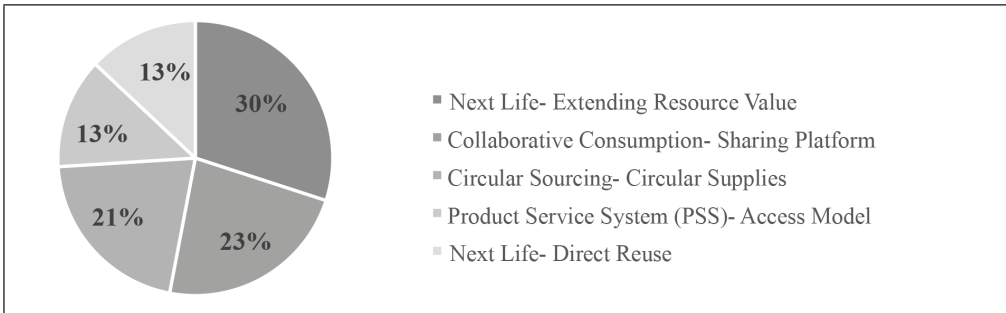 13%
30%
13%
21%
23%
Next Life- Extending Resource Value
Collaborative Consumption- Sharing Platform
Circular Sourcing- Circular Supplies
Product Service System (PSS)- Access Model
Next Life- Direct Reuse